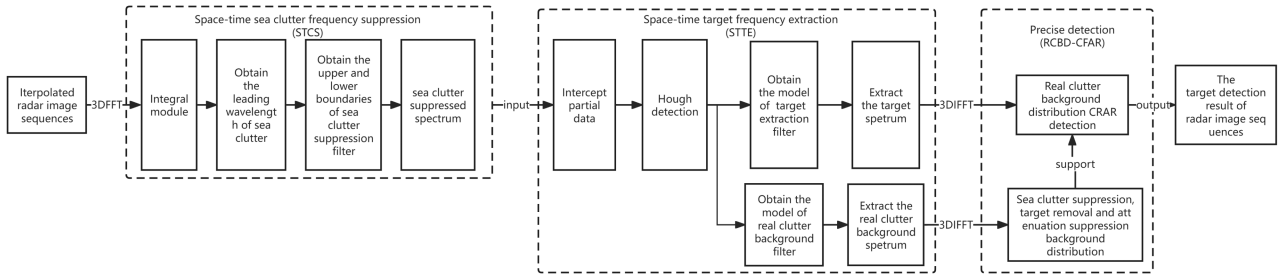 Space-time sea clutter frequency suppression
(STCS)
Iterpolated
radar image
sequences
3DFFT
Integral
module
Obtain
the
leading
wavelengt
h of sea
clutter
Obtain the
upper and
lower
boundaries
of sea
clutter
suppression
filter
sea clutter
suppressed
spectrum
input
Space-time target frequency extraction
(STTE)
Intercept
partial
data
Hough
detection
Obtain
the model
of target
extraction
filter
Extract
the target
spetrum
3DIFFT
Obtain the
model of
real clutter
background
filter
Extract the
real clutter
background
spetrum
3DIFFT
Precise detection
(RCBD-CFAR)
Real clutter
background
distribution CRAR
detection
support
Sea clutter suppression,
target removal and att
enuation suppression
background
distribution
output
The
target detection
result of
radar image seq
uences